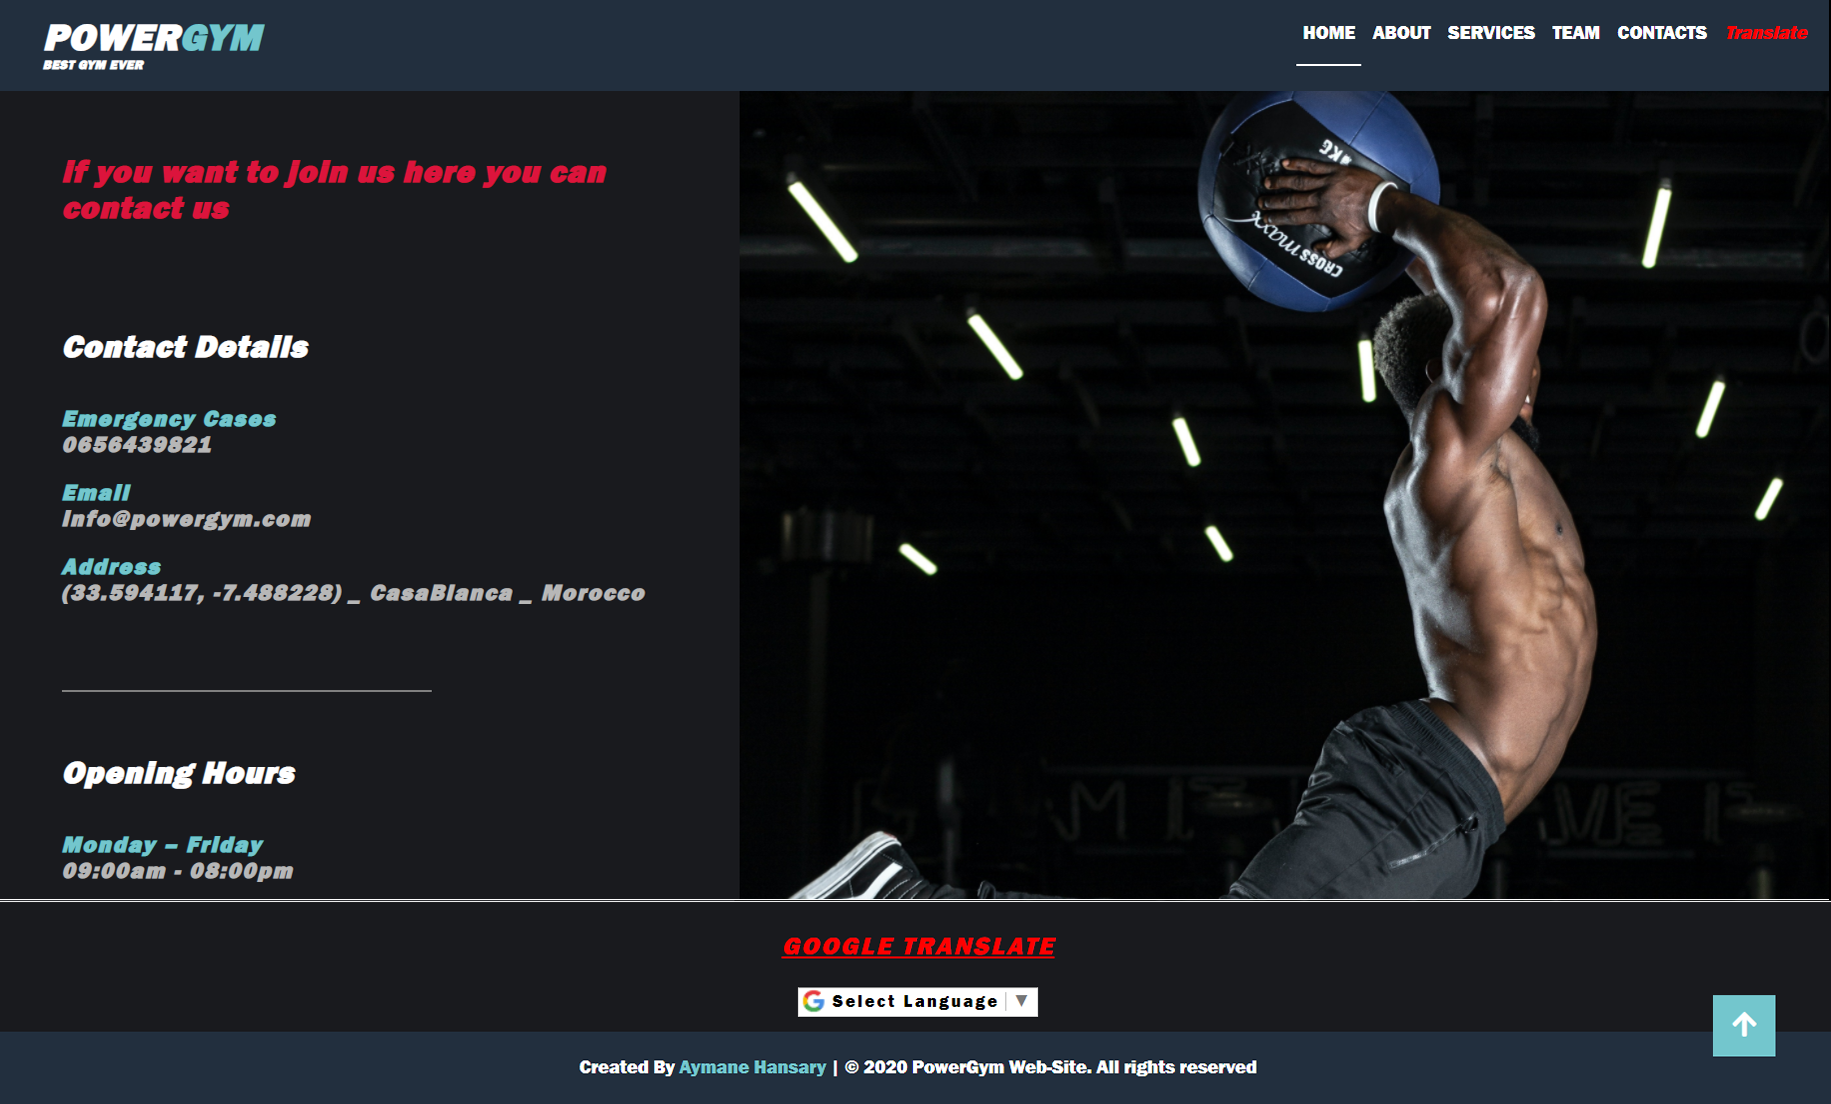 POWERGYM
BEST GYM EVER
HOME ABOUT SERVICES TEAM CONTACTS Translate
If you want to join us here you can
contact us
Contact Details
Emergency Cases
0656439821
Email
Info@powergym.com
Address
(33.594117, -7.488228) _ CasaBlanca _ Morocco
Opening Hours
Monday – Friday
09:00am - 08:00pm
KG
CROSS maxx
GOOGLE TRANSLATE
Select Language ▼
Created By Aymane Hansary | © 2020 PowerGym Web-Site. All rights reserved